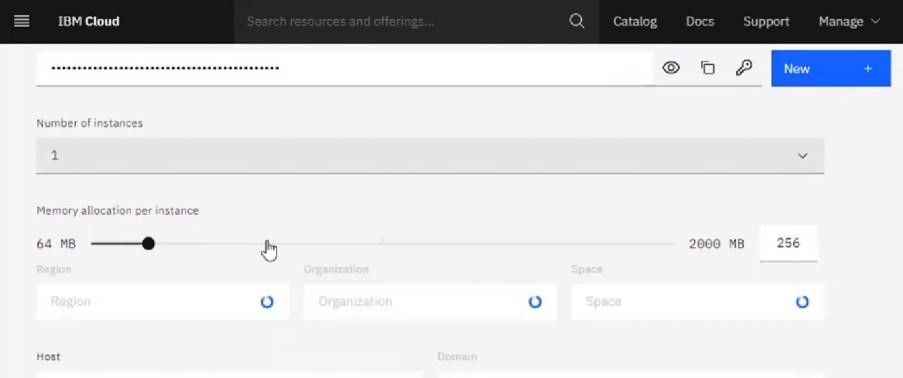 IBM Cloud Search resources and offerings... Catalog Docs Support Manage
•••••••••••••••••••••••••••••••••••••••••••• New +
Number of instances
1
Memory allocation per instance
64 MB 2000 MB 256
Region Organization Space
Region Organization Space
Host Domain